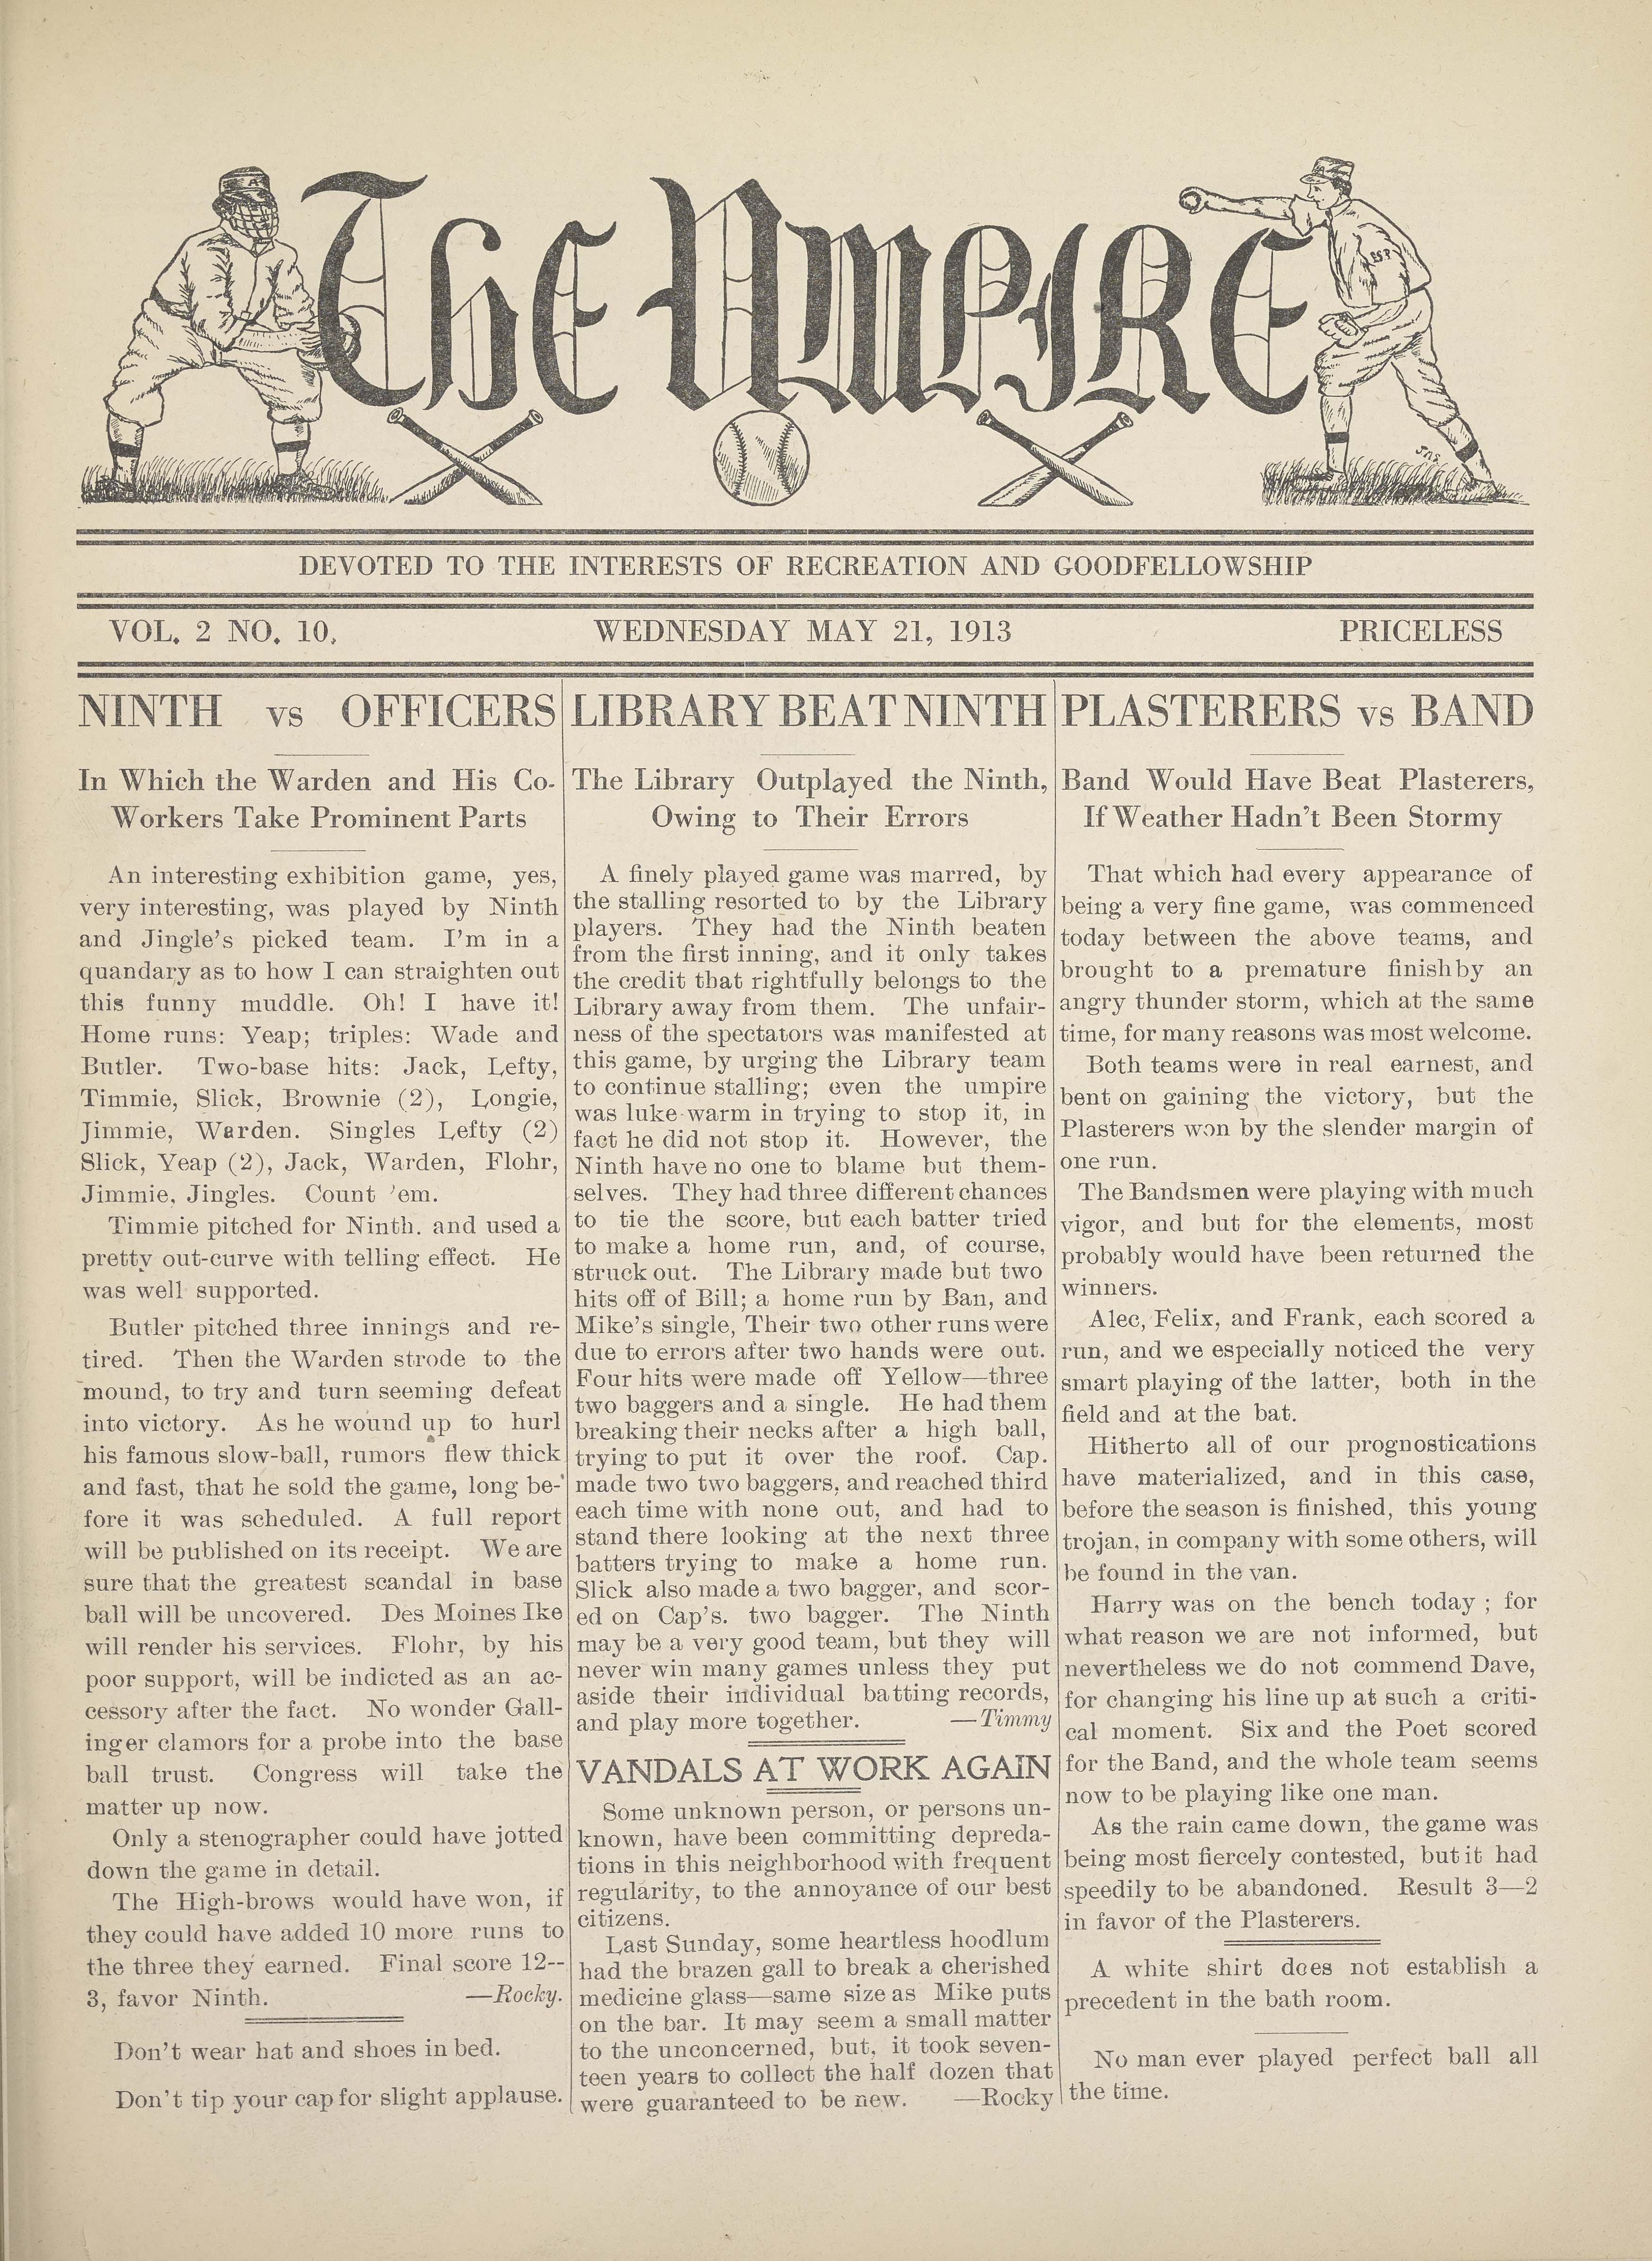 The Umpire
DEVOTED TO THE INTERESTS OF RECREATION AND GOODFELLOWSHIP
VOL. 2 NO. 10. WEDNESDAY MAY 21, 1913 PRICELESS
NINTH vs OFFICERS
In Which the Warden and His Co-
Workers Take Prominent Parts
An interesting exhibition game, yes,
very interesting, was played by Ninth
and Jingle's picked team. I'm in a
quandary as to how I can straighten out
this funny muddle. Oh! I have it!
Home runs: Yeap; triples: Wade and
Butler. Two-base hits: Jack, Lefty,
Timmie, Slick, Brownie (2), Longie,
Jimmie, Warden. Singles Lefty (2)
Slick, Yeap (2), Jack, Warden, Flohr,
Jimmie, Jingles. Count 'em.
Timmie pitched for Ninth. and used a
pretty out-curve with telling effect. He
was well supported.
Butler pitched three innings and re-
tired. Then the Warden strode to the
mound, to try and turn seeming defeat
into victory. As he wound up to hurl
his famous slow-ball, rumors flew thick
and fast, that he sold the game, long be-
fore it was scheduled. A full report
will be published on its receipt. We are
sure that the greatest scandal in base
ball will be uncovered. Des Moines Ike
will render his services. Flohr, by his
poor support, will be indicted as an ac-
cessory after the fact. No wonder Gall-
inger clamors for a probe into the base
ball trust. Congress will take the
matter up now.
Only a stenographer could have jotted
down the game in detail.
The High-brows would have won, if
they could have added 10 more runs to
the three they earned. Final score 12--
3, favor Ninth. —Rocky.
Don't wear hat and shoes in bed.
Don't tip your cap for slight applause.
LIBRARY BEAT NINTH
The Library Outplayed the Ninth,
Owing to Their Errors
A finely played game was marred, by
the stalling resorted to by the Library
players. They had the Ninth beaten
from the first inning, and it only takes
the credit that rightfully belongs to the
Library away from them. The unfair-
ness of the spectators was manifested at
this game, by urging the Library team
to continue stalling; even the umpire
was luke-warm in trying to stop it, in
fact he did not stop it. However, the
Ninth have no one to blame but them-
selves. They had three different chances
to tie the score, but each batter tried
to make a home run, and, of course,
struck out. The Library made but two
hits off of Bill; a home run by Ban, and
Mike's single, Their two other runs were
due to errors after two hands were out.
Four hits were made off Yellow—three
two baggers and a single. He had them
breaking their necks after a high ball,
trying to put it over the roof. Cap.
made two two baggers, and reached third
each time with none out, and had to
stand there looking at the next three
batters trying to make a home run.
Slick also made a two bagger, and scor-
ed on Cap's. two bagger. The Ninth
may be a very good team, but they will
never win many games unless they put
aside their individual batting records,
and play more together. —Timmy
VANDALS AT WORK AGAIN
Some unknown person, or persons un-
known, have been committing depreda-
tions in this neighborhood with frequent
regularity, to the annoyance of our best
citizens.
Last Sunday, some heartless hoodlum
had the brazen gall to break a cherished
medicine glass—same size as Mike puts
on the bar. It may seem a small matter
to the unconcerned, but, it took seven-
teen years to collect the half dozen that
were guaranteed to be new. —Rocky
PLASTERERS vs BAND
Band Would Have Beat Plasterers,
If Weather Hadn't Been Stormy
That which had every appearance of
being a very fine game, was commenced
today between the above teams, and
brought to a premature finishby an
angry thunder storm, which at the same
time, for many reasons was most welcome.
Both teams were in real earnest, and
bent on gaining the victory, but the
Plasterers won by the slender margin of
one run.
The Bandsmen were playing with much
vigor, and but for the elements, most
probably would have been returned the
winners.
Alec, Felix, and Frank, each scored a
run, and we especially noticed the very
smart playing of the latter, both in the
field and at the bat.
Hitherto all of our prognostications
have materialized, and in this case,
before the season is finished, this young
trojan, in company with some others, will
be found in the van.
Harry was on the bench today ; for
what reason we are not informed, but
nevertheless we do not commend Dave,
for changing his line up at such a criti-
cal moment. Six and the Poet scored
for the Band, and the whole team seems
now to be playing like one man.
As the rain came down, the game was
being most fiercely contested, but it had
speedily to be abandoned. Result 3—2
in favor of the Plasterers.
A white shirt does not establish a
precedent in the bath room.
No man ever played perfect ball all
the time.